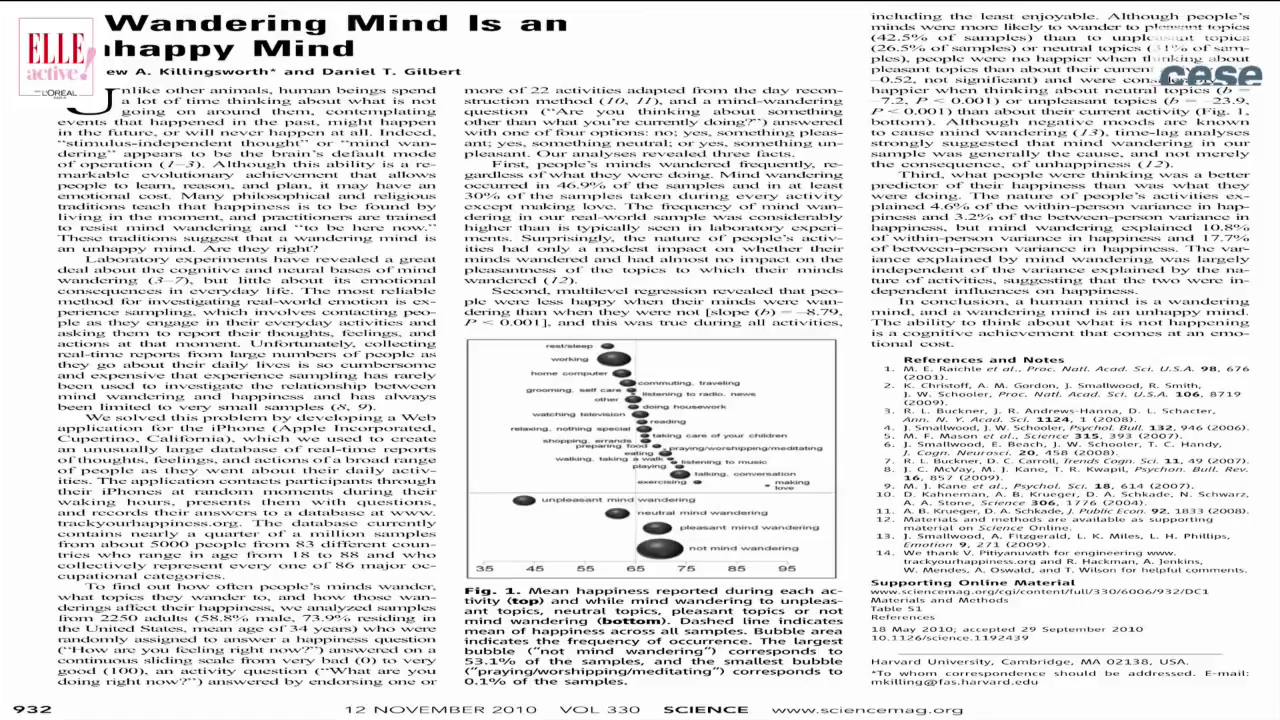 Wandering Mind Is an
happy Mind
ew A. Killingsworth* and Daniel T. Gilbert
ELLE
active!
L'ORÉAL
Jnlike other animals, human beings spend
a lot of time thinking about what is not
going on around them, contemplating
events that happened in the past, might happen
in the future, or will never happen at all. Indeed,
“stimulus-independent thought” or “mind wan-
dering” appears to be the brain’s default mode
of operation (1–3). Although this ability is a re-
markable evolutionary achievement that allows
people to learn, reason, and plan, it may have an
emotional cost. Many philosophical and religious
traditions teach that happiness is to be found by
living in the moment, and practitioners are trained
to resist mind wandering and “to be here now.”
These traditions suggest that a wandering mind is
an unhappy mind. Are they right?
Laboratory experiments have revealed a great
deal about the cognitive and neural bases of mind
wandering (3–7), but little about its emotional
consequences in everyday life. The most reliable
method for investigating real-world emotion is ex-
perience sampling, which involves contacting peo-
ple as they engage in their everyday activities and
asking them to report their thoughts, feelings, and
actions at that moment. Unfortunately, collecting
real-time reports from large numbers of people as
they go about their daily lives is so cumbersome
and expensive that experience sampling has rarely
been used to investigate the relationship between
mind wandering and happiness and has always
been limited to very small samples (8, 9).
We solved this problem by developing a Web
application for the iPhone (Apple Incorporated,
Cupertino, California), which we used to create
an unusually large database of real-time reports
of thoughts, feelings, and actions of a broad range
of people as they went about their daily activ-
ities. The application contacts participants through
their iPhones at random moments during their
waking hours, presents them with questions,
and records their answers to a database at www.
trackyourhappiness.org. The database currently
contains nearly a quarter of a million samples
from about 5000 people from 83 different coun-
tries who range in age from 18 to 88 and who
collectively represent every one of 86 major oc-
cupational categories.
To find out how often people’s minds wander,
what topics they wander to, and how those wan-
derings affect their happiness, we analyzed samples
from 2250 adults (58.8% male, 73.9% residing in
the United States, mean age of 34 years) who were
randomly assigned to answer a happiness question
(“How are you feeling right now?”) answered on a
continuous sliding scale from very bad (0) to very
good (100), an activity question (“What are you
doing right now?”) answered by endorsing one or
more of 22 activities adapted from the day recon-
struction method (10, 11), and a mind-wandering
question (“Are you thinking about something
other than what you’re currently doing?”) answered
with one of four options: no; yes, something pleas-
ant; yes, something neutral; or yes, something un-
pleasant. Our analyses revealed three facts.
First, people’s minds wandered frequently, re-
gardless of what they were doing. Mind wandering
occurred in 46.9% of the samples and in at least
30% of the samples taken during every activity
except making love. The frequency of mind wan-
dering in our real-world sample was considerably
higher than is typically seen in laboratory experi-
ments. Surprisingly, the nature of people’s activ-
ities had only a modest impact on whether their
minds wandered and had almost no impact on the
pleasantness of the topics to which their minds
wandered (12).
Second, multilevel regression revealed that peo-
ple were less happy when their minds were wan-
dering than when they were not [slope (b) = –8.79,
P < 0.001], and this was true during all activities,
rest/sleep
working
home computer
commuting, traveling
grooming, self care
listening to radio, news
other
doing housework
watching television
reading
relaxing, nothing special
taking care of your children
shopping, errands
preparing food
praying/worshipping/meditating
eating
walking, taking a walk
listening to music
playing
talking, conversation
exercising
making
love
unpleasant mind wandering
neutral mind wandering
pleasant mind wandering
not mind wandering
35 45 55 65 75 85 95
Fig. 1. Mean happiness reported during each ac-
tivity (top) and while mind wandering to unpleas-
ant topics, neutral topics, pleasant topics or not
mind wandering (bottom). Dashed line indicates
mean of happiness across all samples. Bubble area
indicates the frequency of occurrence. The largest
bubble (“not mind wandering”) corresponds to
53.1% of the samples, and the smallest bubble
(“praying/worshipping/meditating”) corresponds to
0.1% of the samples.
including the least enjoyable. Although people’s
minds were more likely to wander to pleasant topics
(42.5% of samples) than to unpleasant topics
(26.5% of samples) or neutral topics (31% of sam-
ples), people were no happier when thinking about
pleasant topics than about their current
–0.52, not significant) and were
cese
happier when thinking about neutral topics (b =
–7.2, P < 0.001) or unpleasant topics (b = –23.9,
P < 0.001) than about their current activity (Fig. 1,
bottom). Although negative moods are known
to cause mind wandering (13), time-lag analyses
strongly suggested that mind wandering in our
sample was generally the cause, and not merely
the consequence, of unhappiness (12).
Third, what people were thinking was a better
predictor of their happiness than was what they
were doing. The nature of people’s activities ex-
plained 4.6% of the within-person variance in hap-
piness and 3.2% of the between-person variance in
happiness, but mind wandering explained 10.8%
of within-person variance in happiness and 17.7%
of between-person variance in happiness. The var-
iance explained by mind wandering was largely
independent of the variance explained by the na-
ture of activities, suggesting that the two were in-
dependent influences on happiness.
In conclusion, a human mind is a wandering
mind, and a wandering mind is an unhappy mind.
The ability to think about what is not happening
is a cognitive achievement that comes at an emo-
tional cost.
References and Notes
1. M. E. Raichle et al., Proc. Natl. Acad. Sci. U.S.A. 98, 676
(2001).
2. K. Christoff, A. M. Gordon, J. Smallwood, R. Smith,
J. W. Schooler, Proc. Natl. Acad. Sci. U.S.A. 106, 8719
(2009).
3. R. L. Buckner, J. R. Andrews-Hanna, D. L. Schacter,
Ann. N. Y. Acad. Sci. 1124, 1 (2008).
4. J. Smallwood, J. W. Schooler, Psychol. Bull. 132, 946 (2006).
5. M. F. Mason et al., Science 315, 393 (2007).
6. J. Smallwood, E. Beach, J. W. Schooler, T. C. Handy,
J. Cogn. Neurosci. 20, 458 (2008).
7. R. L. Buckner, D. C. Carroll, Trends Cogn. Sci. 11, 49 (2007).
8. J. C. McVay, M. J. Kane, T. R. Kwapil, Psychon. Bull. Rev.
16, 857 (2009).
9. M. J. Kane et al., Psychol. Sci. 18, 614 (2007).
10. D. Kahneman, A. B. Krueger, D. A. Schkade, N. Schwarz,
A. A. Stone, Science 306, 1776 (2004).
11. A. B. Krueger, D. A. Schkade, J. Public Econ. 92, 1833 (2008).
12. Materials and methods are available as supporting
material on Science Online.
13. J. Smallwood, A. Fitzgerald, L. K. Miles, L. H. Phillips,
Emotion 9, 271 (2009).
14. We thank V. Pitiyanuvath for engineering www.
trackyourhappiness.org and R. Hackman, A. Jenkins,
W. Mendes, A. Oswald, and T. Wilson for helpful comments.
Supporting Online Material
www.sciencemag.org/cgi/content/full/330/6006/932/DC1
Materials and Methods
Table S1
References
18 May 2010; accepted 29 September 2010
10.1126/science.1192439
Harvard University, Cambridge, MA 02138, USA.
*To whom correspondence should be addressed. E-mail:
mkilling@fas.harvard.edu
932
12 NOVEMBER 2010 VOL 330 SCIENCE www.sciencemag.org